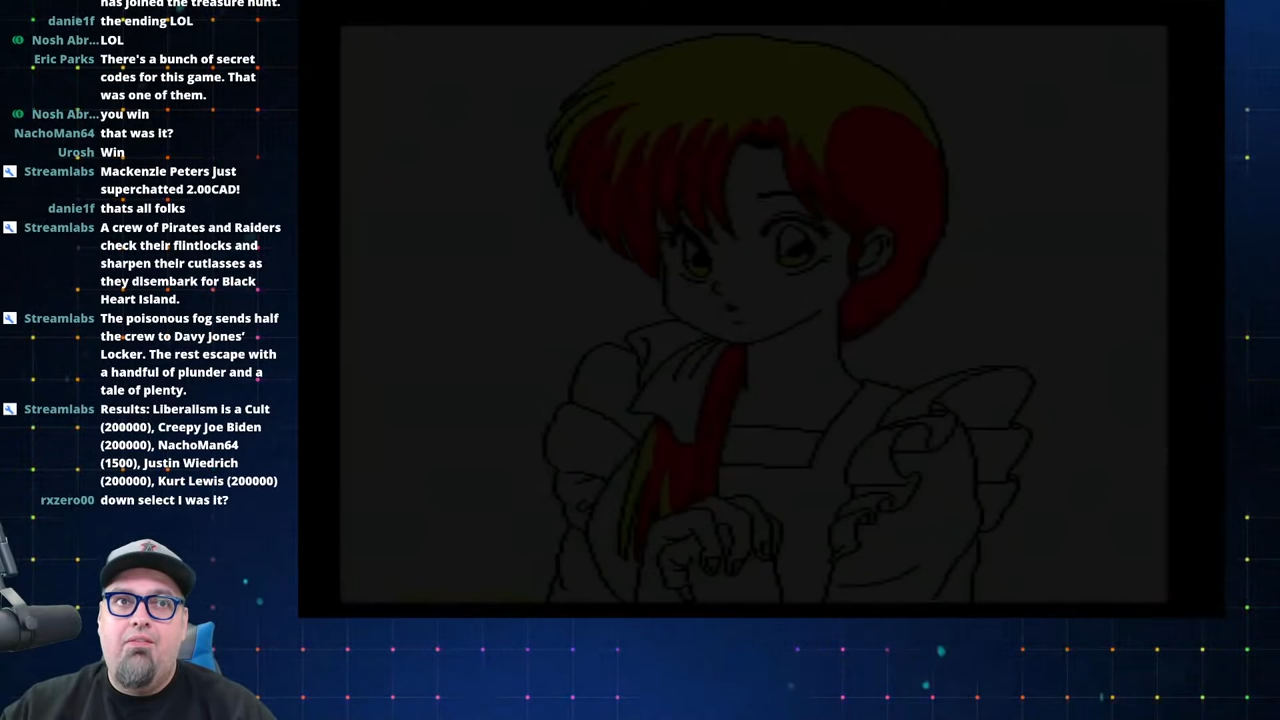 has joined the treasure hunt.
danie1f the ending LOL
Nosh Abr... LOL
Eric Parks There's a bunch of secret
codes for this game. That
was one of them.
Nosh Abr... you win
NachoMan64 that was it?
Urosh Win
Streamlabs Mackenzie Peters just
superchatted 2.00CAD!
danie1f thats all folks
Streamlabs A crew of Pirates and Raiders
check their flintlocks and
sharpen their cutlasses as
they disembark for Black
Heart Island.
Streamlabs The poisonous fog sends half
the crew to Davy Jones’
Locker. The rest escape with
a handful of plunder and a
tale of plenty.
Streamlabs Results: Liberalism Is a Cult
(200000), Creepy Joe Biden
(200000), NachoMan64
(1500), Justin Wiedrich
(200000), Kurt Lewis (200000)
rxzero00 down select I was it?